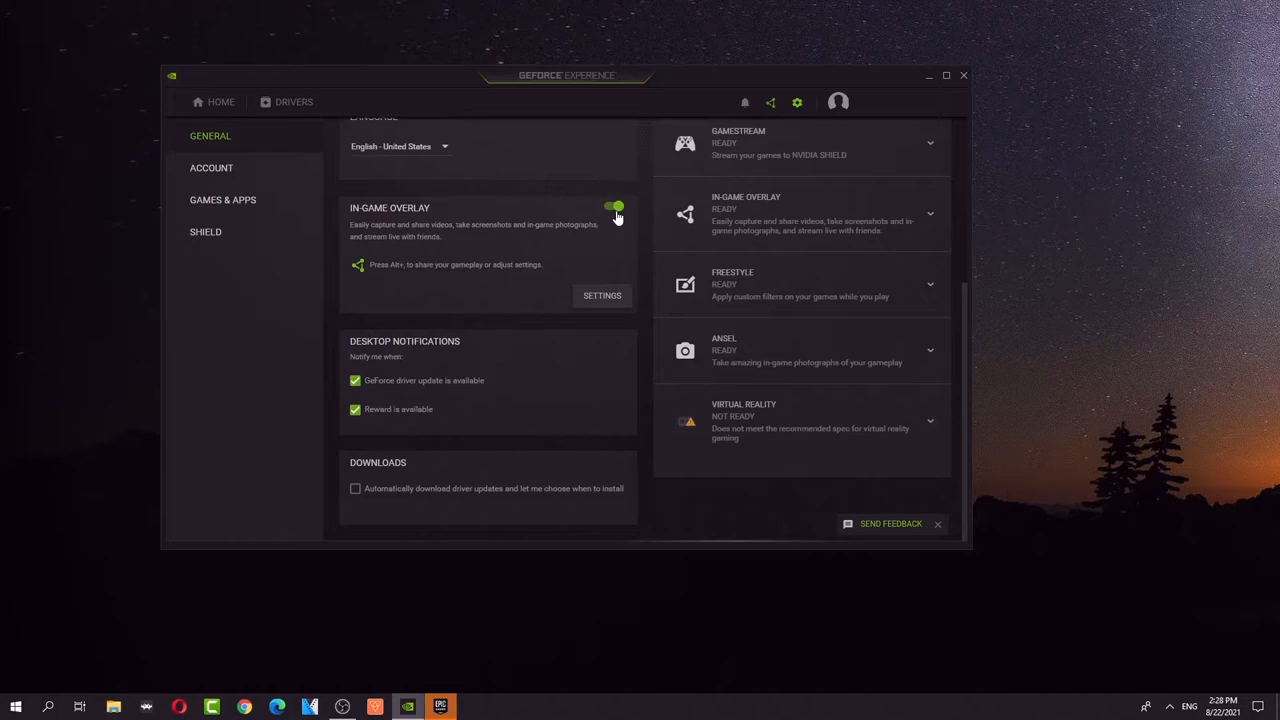 GEFORCE EXPERIENCE
HOME
DRIVERS
GENERAL
ACCOUNT
GAMES & APPS
SHIELD
LANGUAGE
English - United States
IN-GAME OVERLAY
Easily capture and share videos, take screenshots and in-game photographs,
and stream live with friends.
Press Alt+, to share your gameplay or adjust settings.
SETTINGS
DESKTOP NOTIFICATIONS
Notify me when:
GeForce driver update is available
Reward is available
DOWNLOADS
Automatically download driver updates and let me choose when to install
GAMESTREAM
READY
Stream your games to NVIDIA SHIELD
IN-GAME OVERLAY
READY
Easily capture and share videos, take screenshots and in-
game photographs, and stream live with friends.
FREESTYLE
READY
Apply custom filters on your games while you play
ANSEL
READY
Take amazing in-game photographs of your gameplay
VIRTUAL REALITY
NOT READY
Does not meet the recommended spec for virtual reality
gaming
SEND FEEDBACK
EPIC
ENG
2:28 PM
8/22/2021